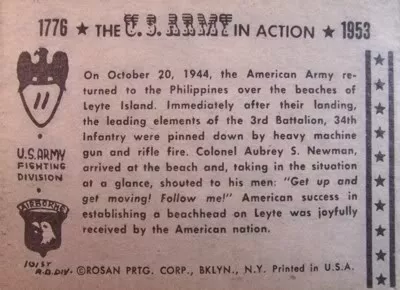 1776 ★ THE U.S. ARMY IN ACTION ★ 1953
On October 20, 1944, the American Army re-
turned to the Philippines over the beaches of
Leyte Island. Immediately after their landing,
the leading elements of the 3rd Battalion, 34th
Infantry were pinned down by heavy machine
gun and rifle fire. Colonel Aubrey S. Newman,
arrived at the beach and, taking in the situation
at a glance, shouted to his men: "Get up and
get moving! Follow me!" American success in
establishing a beachhead on Leyte was joyfully
received by the American nation.
11
U.S. ARMY
FIGHTING
DIVISION
AIRBORNE
101ST
A.B. DIV.
©ROSAN PRTG. CORP., BKLYN., N.Y. Printed in U.S.A.